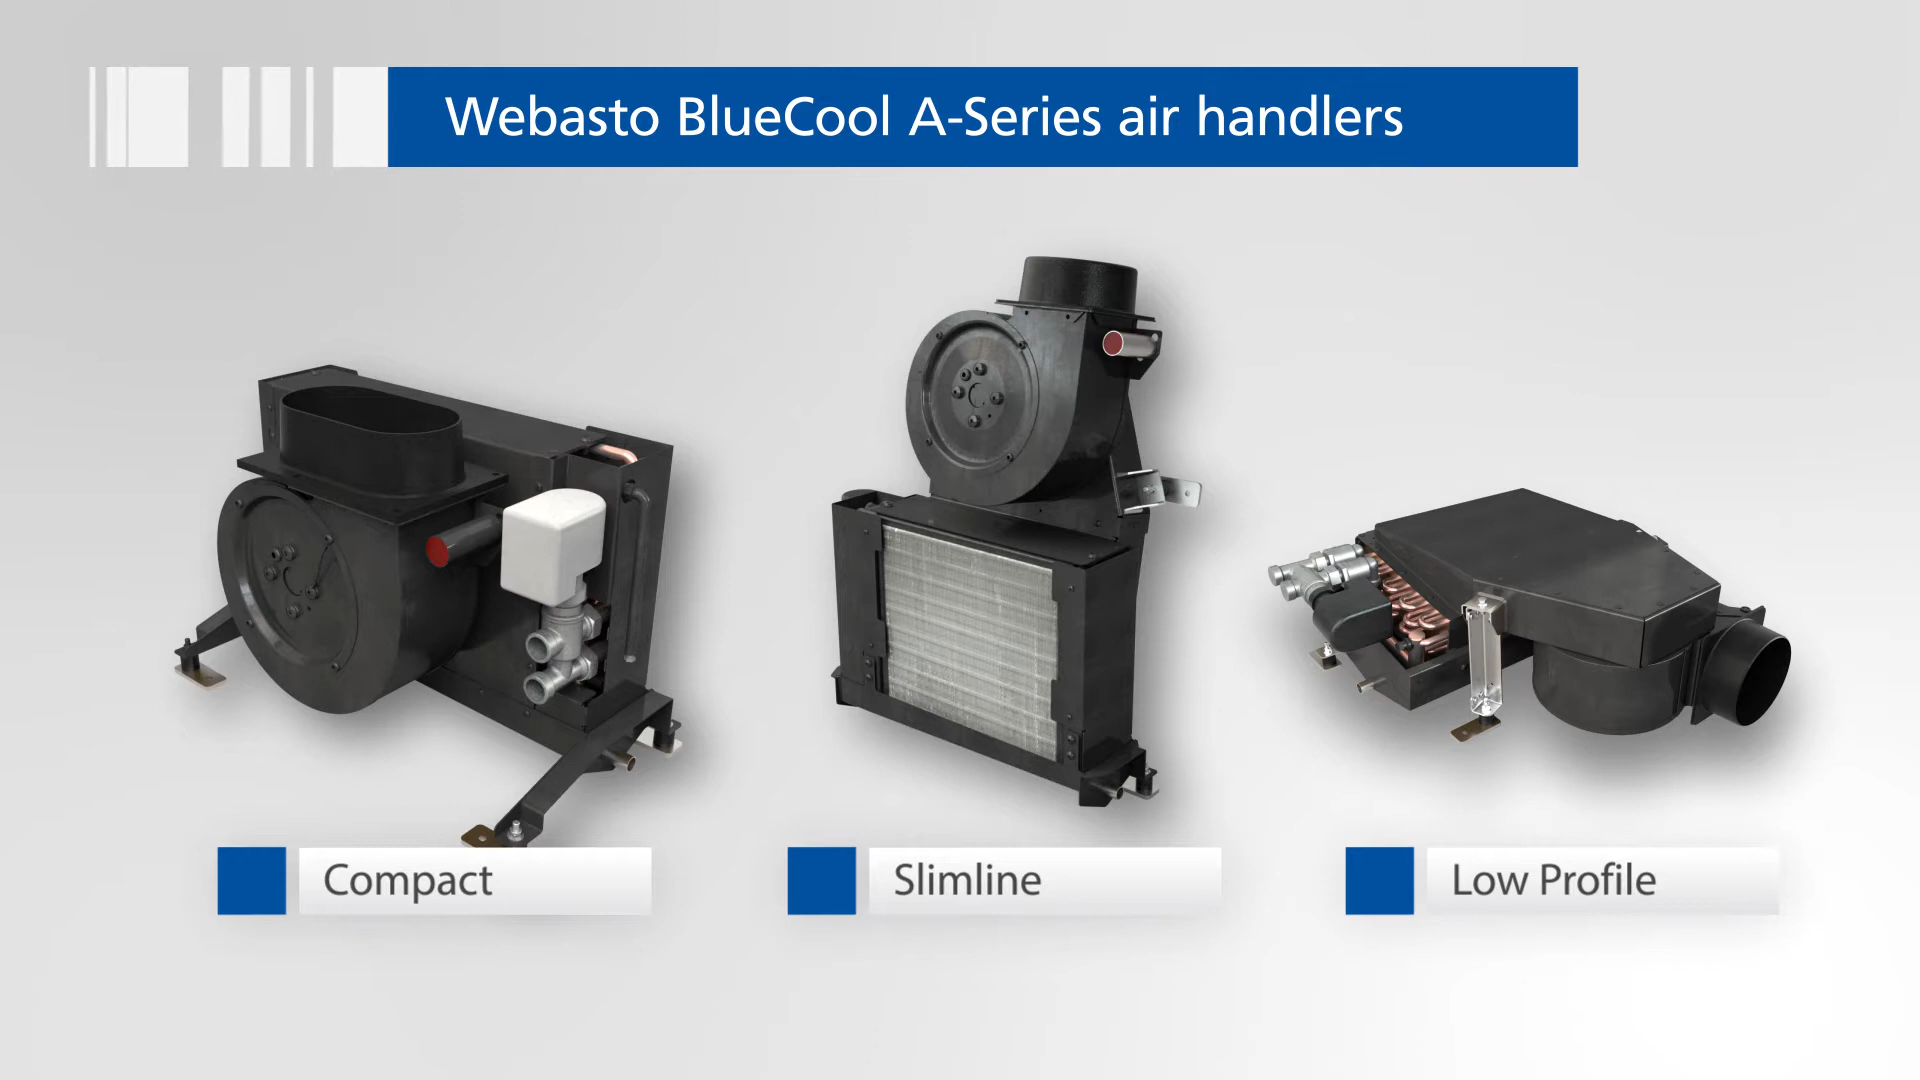 Webasto BlueCool A-Series air handlers
Compact
Slimline
Low Profile